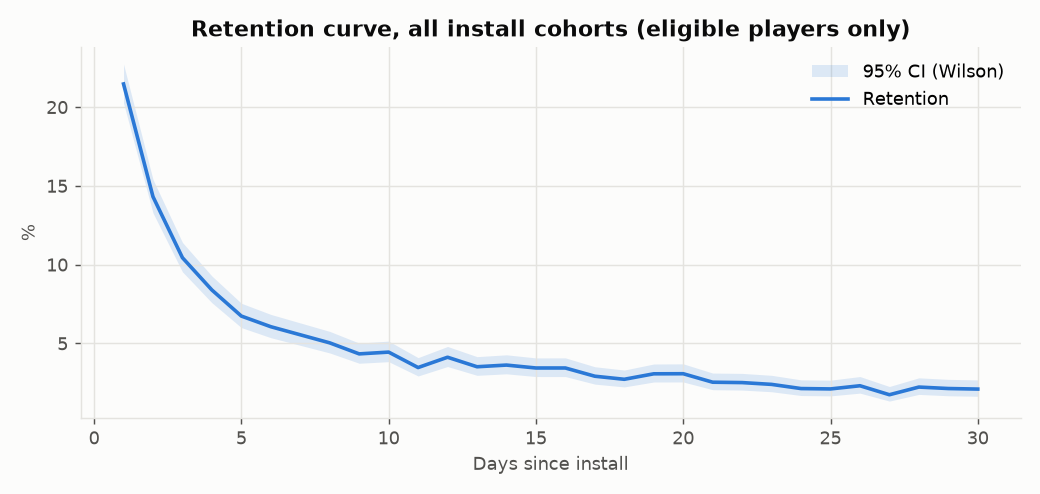 Retention curve, all install cohorts (eligible players only)
95% CI (Wilson)
Retention
%
20
15
10
5
0 5 10 15 20 25 30
Days since install